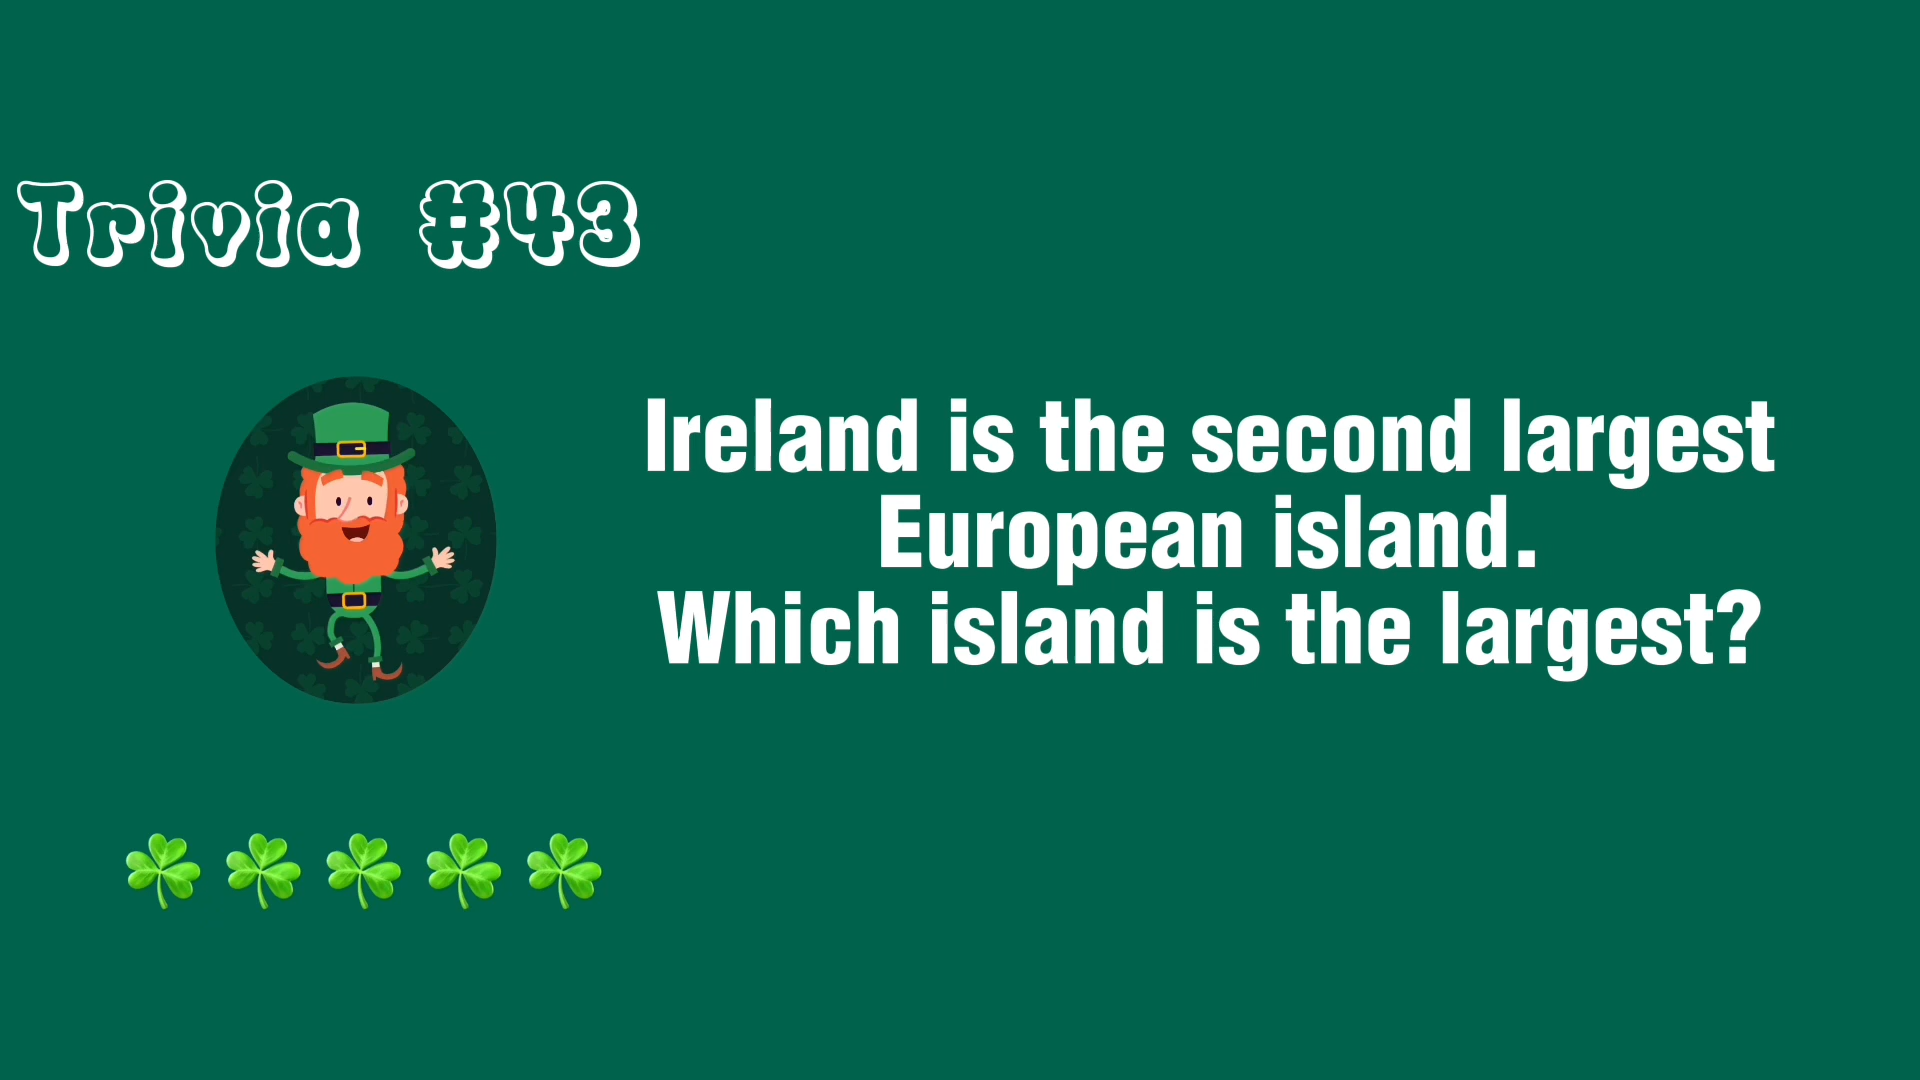 Trivia #43
Ireland is the second largest
European island.
Which island is the largest?